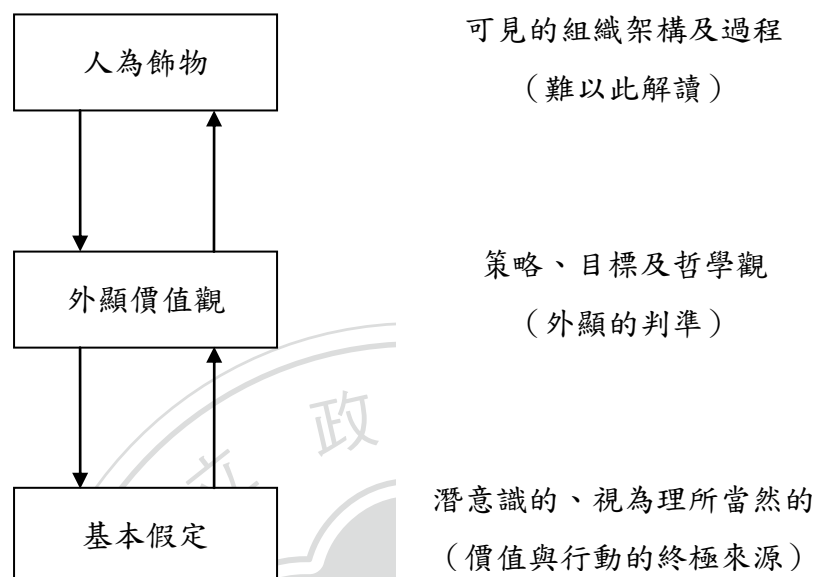 人為飾物
可見的組織架構及過程
（難以此解讀）
外顯價值觀
策略、目標及哲學觀
（外顯的判準）
立政
基本假定
潛意識的、視為理所當然的
（價值與行動的終極來源）